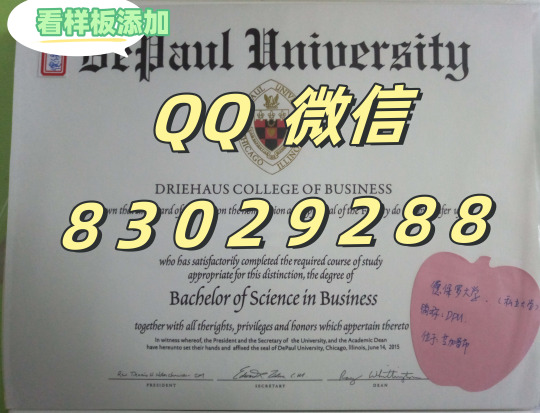 看样板添加
DePaul University
QQ 微信
DRIEHAUS COLLEGE OF BUSINESS
83029288
who has satisfactorily completed the required course of study
appropriate for this distinction, the degree of
Bachelor of Science in Business
together with all therights, privileges and honors which appertain thereto
In witness whereof, the President and the Secretary of the University, and the Academic Dean
have hereunto set their hands and affixed the seal of DePaul University, Chicago, Illinois, June 14, 2015
PRESIDENT
SECRETARY
DEAN